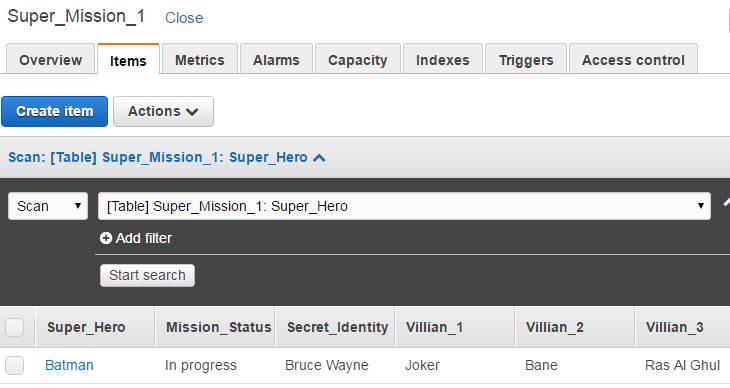 Super_Mission_1 Close
Overview Items Metrics Alarms Capacity Indexes Triggers Access control
Create item Actions
Scan: [Table] Super_Mission_1: Super_Hero
Scan [Table] Super_Mission_1: Super_Hero
Add filter
Start search
Super_Hero Mission_Status Secret_Identity Villian_1 Villian_2 Villian_3
Batman In progress Bruce Wayne Joker Bane Ras Al Ghul